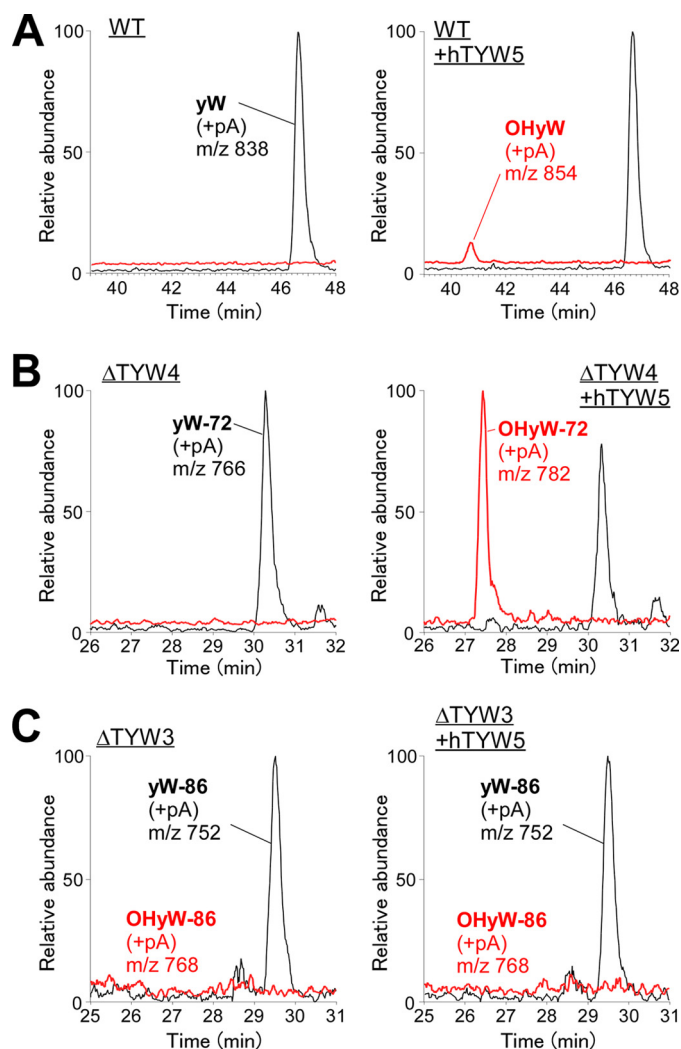 A
WT
Relative abundance
100
50
0
yW
(+pA)
m/z 838
40 42 44 46 48
Time (min)
WT
+hTYW5
Relative abundance
100
50
0
OHyW
(+pA)
m/z 854
40 42 44 46 48
Time (min)
B
ΔTYW4
Relative abundance
100
50
0
yW-72
(+pA)
m/z 766
26 27 28 29 30 31 32
Time (min)
ΔTYW4
+hTYW5
Relative abundance
100
50
0
OHyW-72
(+pA)
m/z 782
26 27 28 29 30 31 32
Time (min)
C
ΔTYW3
Relative abundance
100
50
0
yW-86
(+pA)
m/z 752
OHyW-86
(+pA)
m/z 768
25 26 27 28 29 30 31
Time (min)
ΔTYW3
+hTYW5
Relative abundance
100
50
0
yW-86
(+pA)
m/z 752
OHyW-86
(+pA)
m/z 768
25 26 27 28 29 30 31
Time (min)